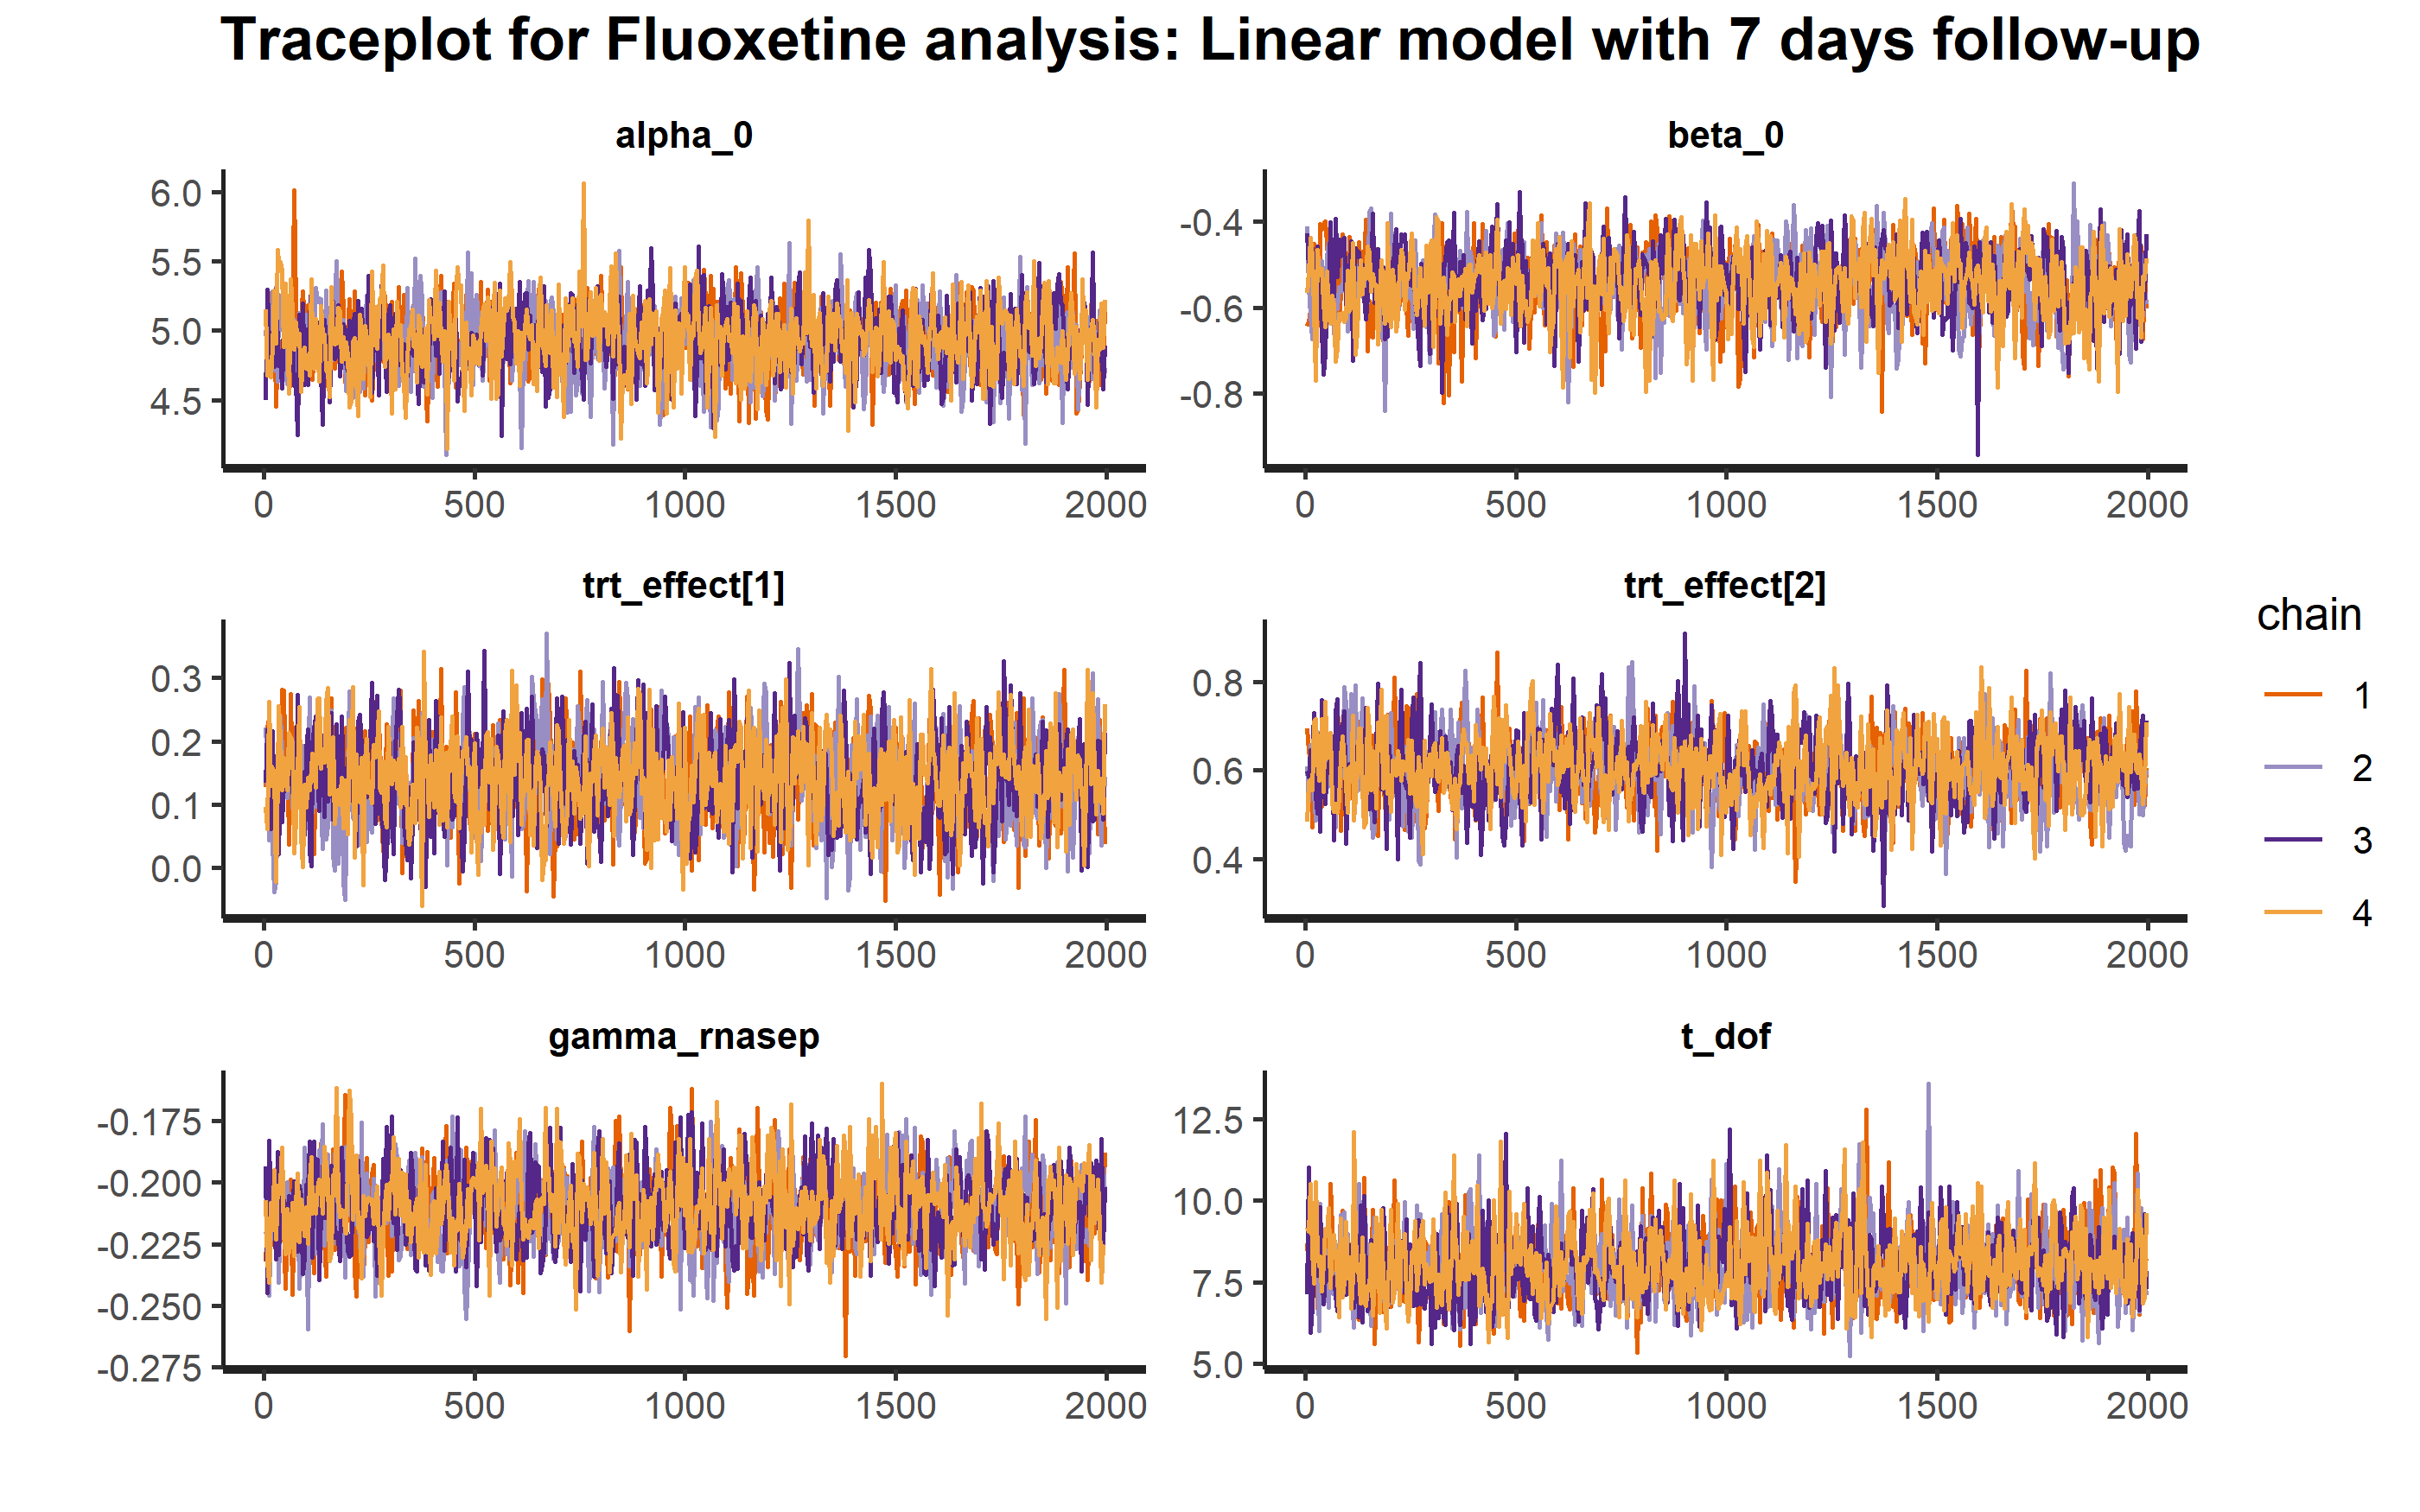 Traceplot for Fluoxetine analysis: Linear model with 7 days follow-up
alpha_0
6.0
5.5
5.0
4.5
0 500 1000 1500 2000
beta_0
-0.4
-0.6
-0.8
0 500 1000 1500 2000
trt_effect[1]
0.3
0.2
0.1
0.0
0 500 1000 1500 2000
trt_effect[2]
0.8
0.6
0.4
0 500 1000 1500 2000
gamma_rnasep
-0.175
-0.200
-0.225
-0.250
-0.275
0 500 1000 1500 2000
t_dof
12.5
10.0
7.5
5.0
0 500 1000 1500 2000
chain
1
2
3
4